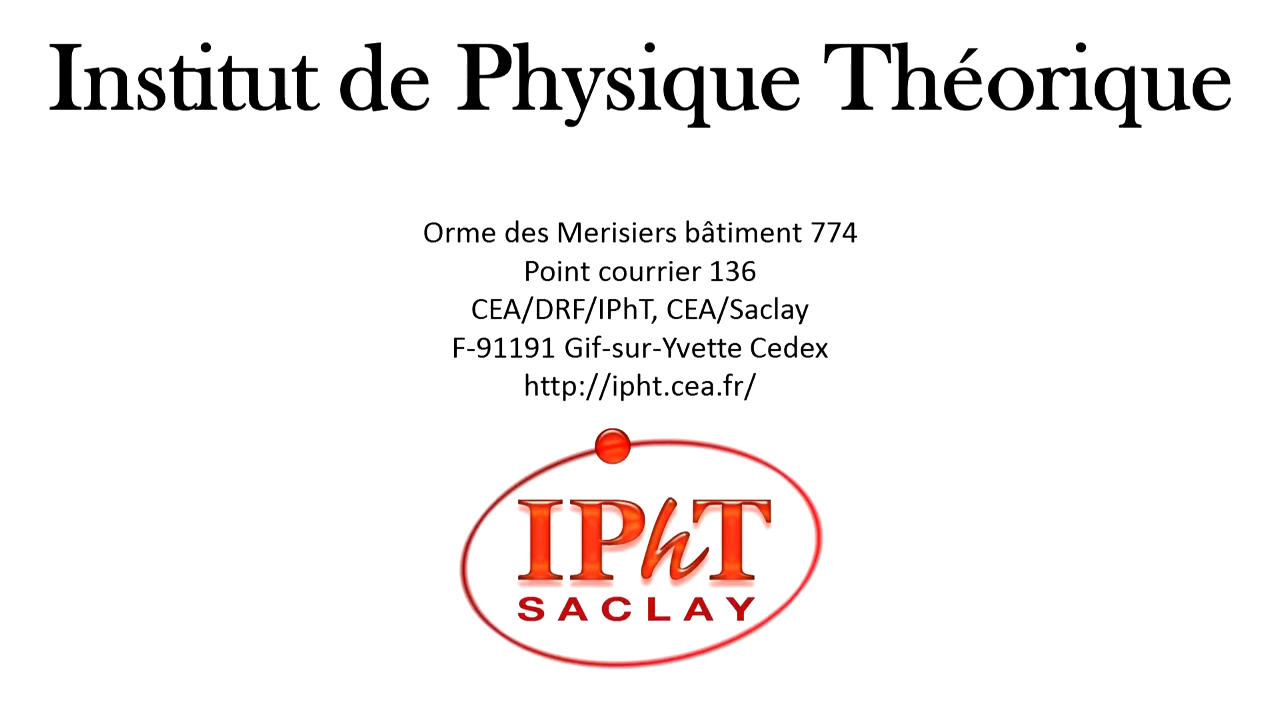 Institut de Physique Théorique
Orme des Merisiers bâtiment 774
Point courrier 136
CEA/DRF/IPhT, CEA/Saclay
F-91191 Gif-sur-Yvette Cedex
http://ipht.cea.fr/
IPhT
SACLAY